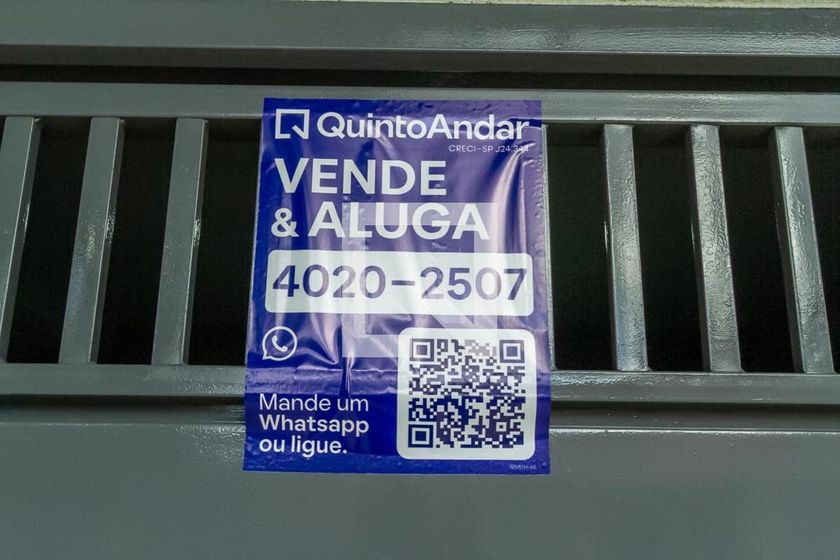 QuintoAndar
CRECI-SP J24.344
VENDE
& ALUGA
4020-2507
Mande um
Whatsapp
ou ligue.